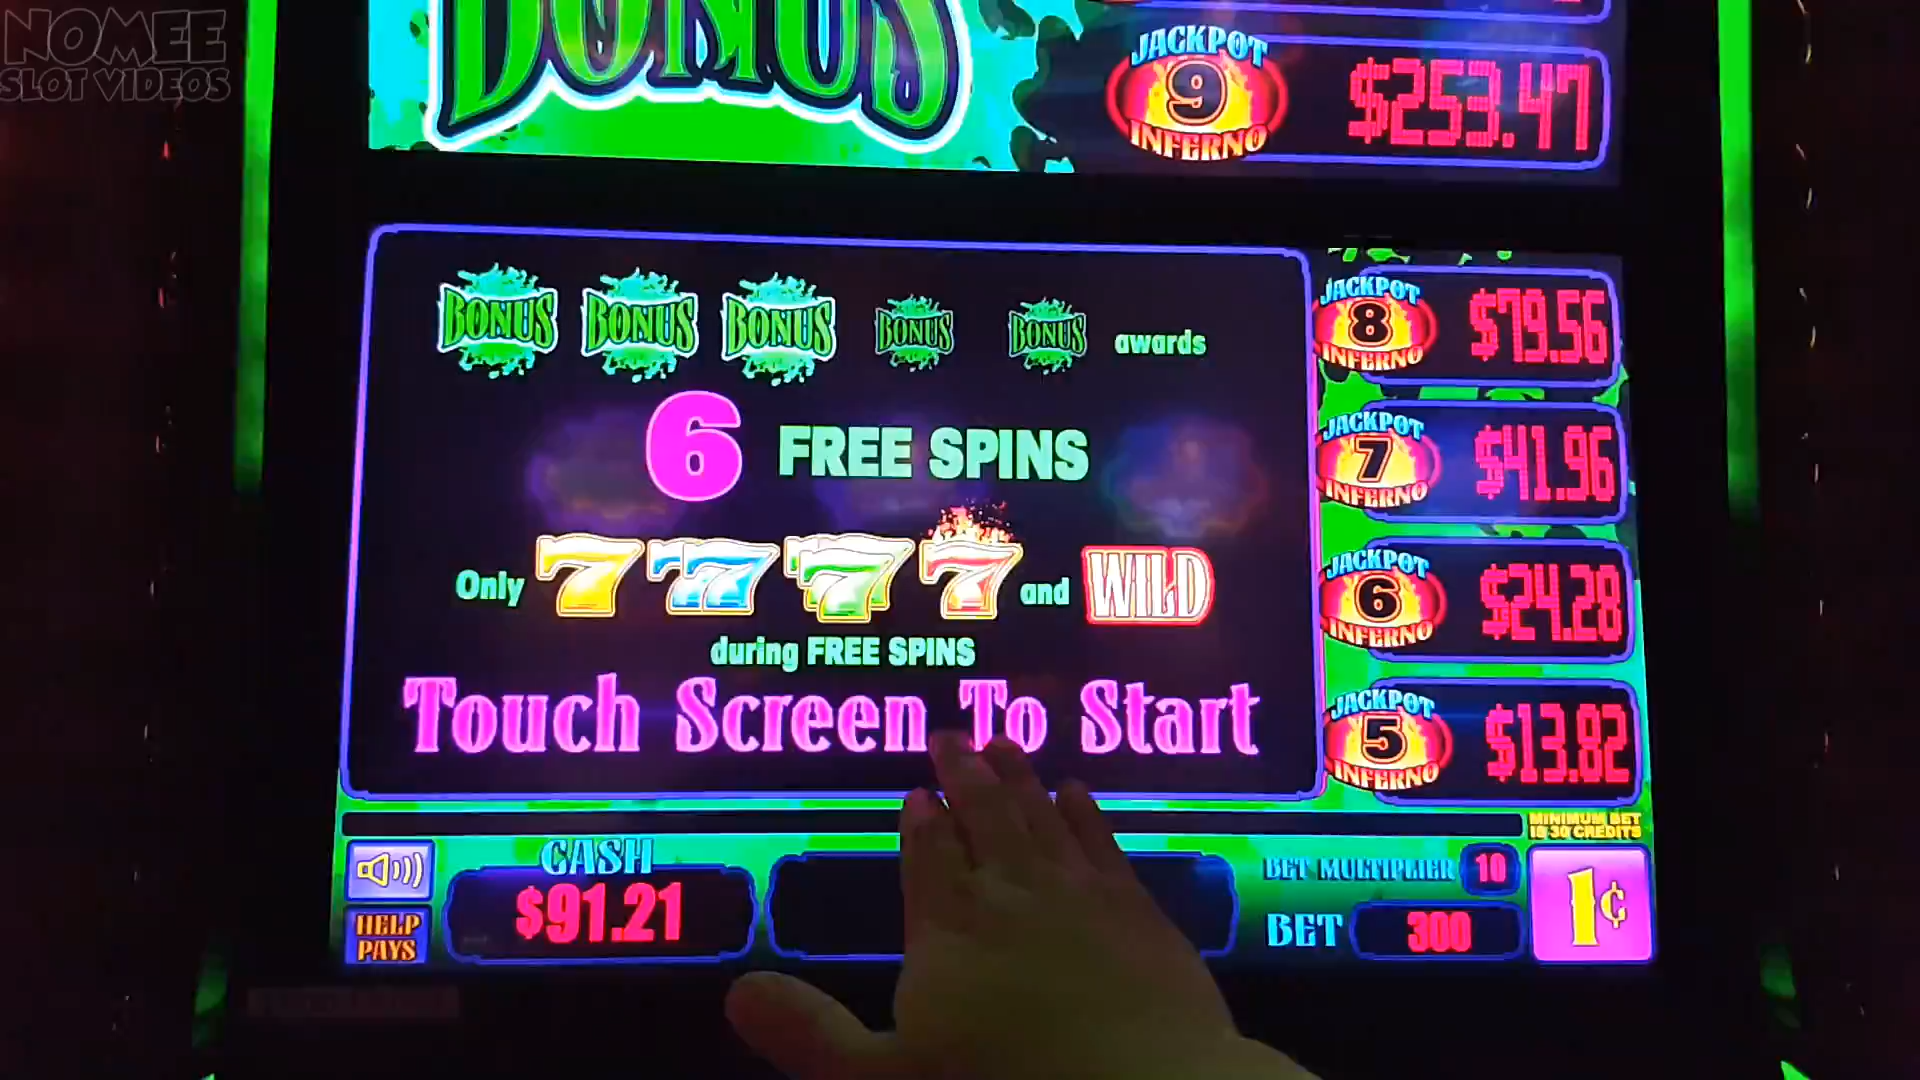 NOMEE
SLOT VIDEOS
BONUS
JACKPOT
9
INFERNO
$253.47
BONUS BONUS BONUS BONUS BONUS awards
6 FREE SPINS
Only 7 77 7 7 and WILD
during FREE SPINS
Touch Screen To Start
JACKPOT
8
INFERNO
$79.56
JACKPOT
7
INFERNO
$41.96
JACKPOT
6
INFERNO
$24.28
JACKPOT
5
INFERNO
$13.82
MINIMUM BET
IS 30 CREDITS
CASH
$91.21
HELP
PAYS
BET MULTIPLIER 10
BET 300
1¢